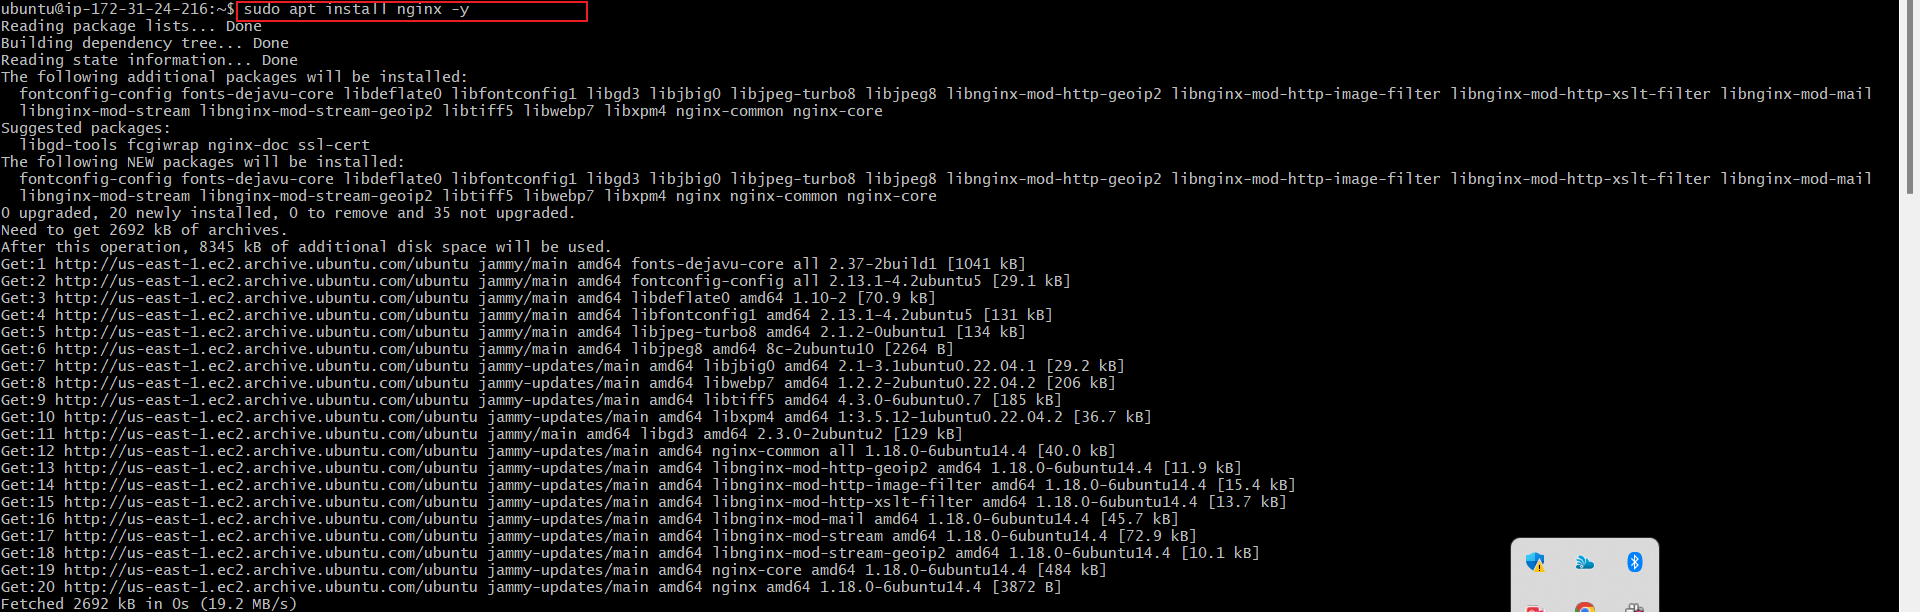 ubuntu@ip-172-31-24-216:~$ sudo apt install nginx -y
Reading package lists... Done
Building dependency tree... Done
Reading state information... Done
The following additional packages will be installed:
  fontconfig-config fonts-dejavu-core libdeflate0 libfontconfig1 libgd3 libjbig0 libjpeg-turbo8 libjpeg8 libnginx-mod-http-geoip2 libnginx-mod-http-image-filter libnginx-mod-http-xslt-filter libnginx-mod-mail
  libnginx-mod-stream libnginx-mod-stream-geoip2 libtiff5 libwebp7 libxpm4 nginx-common nginx-core
Suggested packages:
  libgd-tools fcgiwrap nginx-doc ssl-cert
The following NEW packages will be installed:
  fontconfig-config fonts-dejavu-core libdeflate0 libfontconfig1 libgd3 libjbig0 libjpeg-turbo8 libjpeg8 libnginx-mod-http-geoip2 libnginx-mod-http-image-filter libnginx-mod-http-xslt-filter libnginx-mod-mail
  libnginx-mod-stream libnginx-mod-stream-geoip2 libtiff5 libwebp7 libxpm4 nginx nginx-common nginx-core
0 upgraded, 20 newly installed, 0 to remove and 35 not upgraded.
Need to get 2692 kB of archives.
After this operation, 8345 kB of additional disk space will be used.
Get:1 http://us-east-1.ec2.archive.ubuntu.com/ubuntu jammy/main amd64 fonts-dejavu-core all 2.37-2build1 [1041 kB]
Get:2 http://us-east-1.ec2.archive.ubuntu.com/ubuntu jammy/main amd64 fontconfig-config all 2.13.1-4.2ubuntu5 [29.1 kB]
Get:3 http://us-east-1.ec2.archive.ubuntu.com/ubuntu jammy/main amd64 libdeflate0 amd64 1.10-2 [70.9 kB]
Get:4 http://us-east-1.ec2.archive.ubuntu.com/ubuntu jammy/main amd64 libfontconfig1 amd64 2.13.1-4.2ubuntu5 [131 kB]
Get:5 http://us-east-1.ec2.archive.ubuntu.com/ubuntu jammy/main amd64 libjpeg-turbo8 amd64 2.1.2-0ubuntu1 [134 kB]
Get:6 http://us-east-1.ec2.archive.ubuntu.com/ubuntu jammy/main amd64 libjpeg8 amd64 8c-2ubuntu10 [2264 B]
Get:7 http://us-east-1.ec2.archive.ubuntu.com/ubuntu jammy-updates/main amd64 libjbig0 amd64 2.1-3.1ubuntu0.22.04.1 [29.2 kB]
Get:8 http://us-east-1.ec2.archive.ubuntu.com/ubuntu jammy-updates/main amd64 libwebp7 amd64 1.2.2-2ubuntu0.22.04.2 [206 kB]
Get:9 http://us-east-1.ec2.archive.ubuntu.com/ubuntu jammy-updates/main amd64 libtiff5 amd64 4.3.0-6ubuntu0.7 [185 kB]
Get:10 http://us-east-1.ec2.archive.ubuntu.com/ubuntu jammy-updates/main amd64 libxpm4 amd64 1:3.5.12-1ubuntu0.22.04.2 [36.7 kB]
Get:11 http://us-east-1.ec2.archive.ubuntu.com/ubuntu jammy/main amd64 libgd3 amd64 2.3.0-2ubuntu2 [129 kB]
Get:12 http://us-east-1.ec2.archive.ubuntu.com/ubuntu jammy-updates/main amd64 nginx-common all 1.18.0-6ubuntu14.4 [40.0 kB]
Get:13 http://us-east-1.ec2.archive.ubuntu.com/ubuntu jammy-updates/main amd64 libnginx-mod-http-geoip2 amd64 1.18.0-6ubuntu14.4 [11.9 kB]
Get:14 http://us-east-1.ec2.archive.ubuntu.com/ubuntu jammy-updates/main amd64 libnginx-mod-http-image-filter amd64 1.18.0-6ubuntu14.4 [15.4 kB]
Get:15 http://us-east-1.ec2.archive.ubuntu.com/ubuntu jammy-updates/main amd64 libnginx-mod-http-xslt-filter amd64 1.18.0-6ubuntu14.4 [13.7 kB]
Get:16 http://us-east-1.ec2.archive.ubuntu.com/ubuntu jammy-updates/main amd64 libnginx-mod-mail amd64 1.18.0-6ubuntu14.4 [45.7 kB]
Get:17 http://us-east-1.ec2.archive.ubuntu.com/ubuntu jammy-updates/main amd64 libnginx-mod-stream amd64 1.18.0-6ubuntu14.4 [72.9 kB]
Get:18 http://us-east-1.ec2.archive.ubuntu.com/ubuntu jammy-updates/main amd64 libnginx-mod-stream-geoip2 amd64 1.18.0-6ubuntu14.4 [10.1 kB]
Get:19 http://us-east-1.ec2.archive.ubuntu.com/ubuntu jammy-updates/main amd64 nginx-core amd64 1.18.0-6ubuntu14.4 [484 kB]
Get:20 http://us-east-1.ec2.archive.ubuntu.com/ubuntu jammy-updates/main amd64 nginx amd64 1.18.0-6ubuntu14.4 [3872 B]
Fetched 2692 kB in 0s (19.2 MB/s)